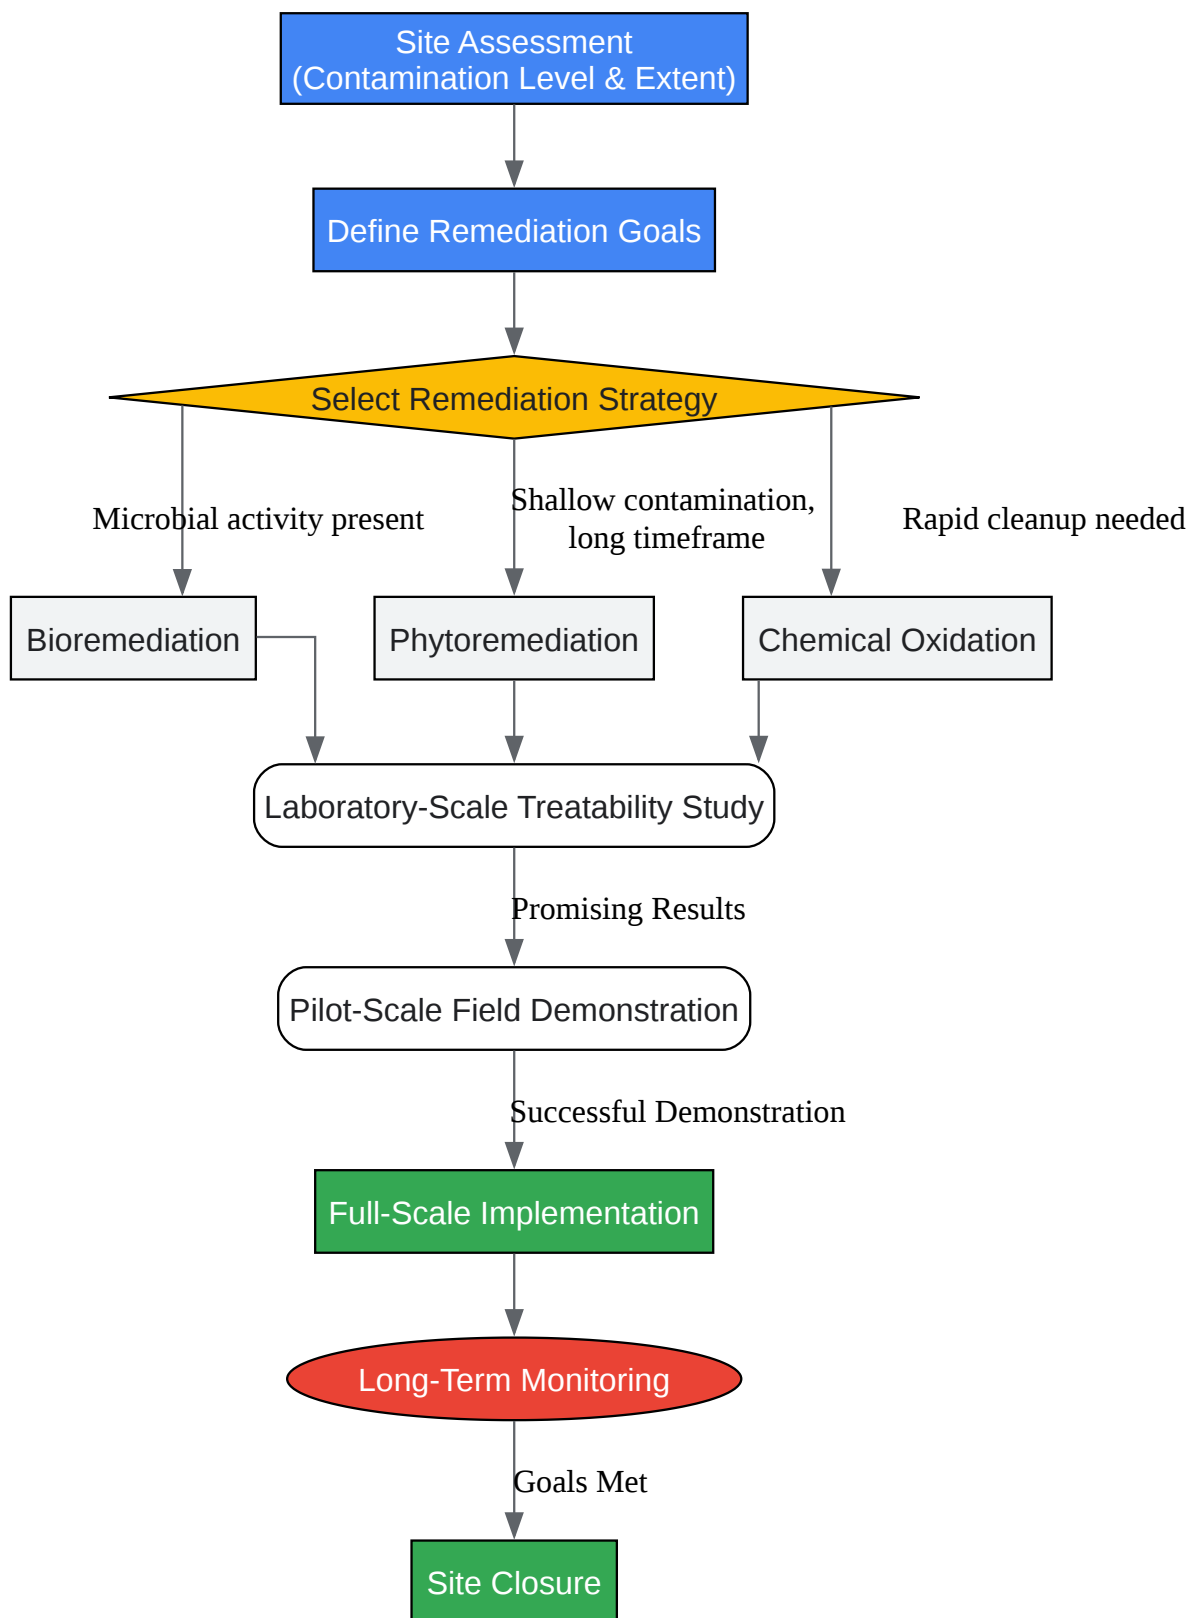 Site Assessment
(Contamination Level & Extent)
Define Remediation Goals
Select Remediation Strategy
Microbial activity present
Shallow contamination,
long timeframe
Rapid cleanup needed
Bioremediation
Phytoremediation
Chemical Oxidation
Laboratory-Scale Treatability Study
Promising Results
Pilot-Scale Field Demonstration
Successful Demonstration
Full-Scale Implementation
Long-Term Monitoring
Goals Met
Site Closure